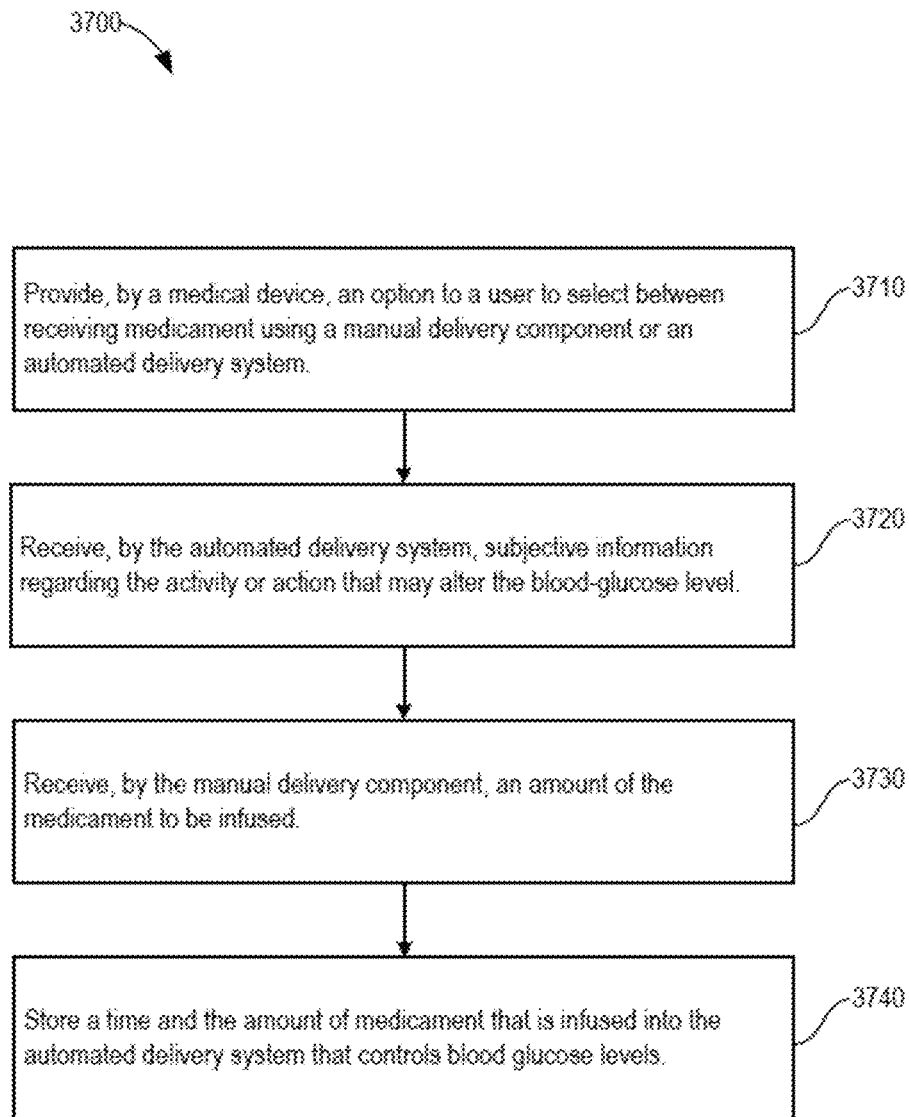 3700
Provide, by a medical device, an option to a user to select between
receiving medicament using a manual delivery component or an
automated delivery system.
3710
Receive, by the automated delivery system, subjective information
regarding the activity or action that may alter the blood-glucose level.
3720
Receive, by the manual delivery component, an amount of the
medicament to be infused.
3730
Store a time and the amount of medicament that is infused into the
automated delivery system that controls blood glucose levels.
3740